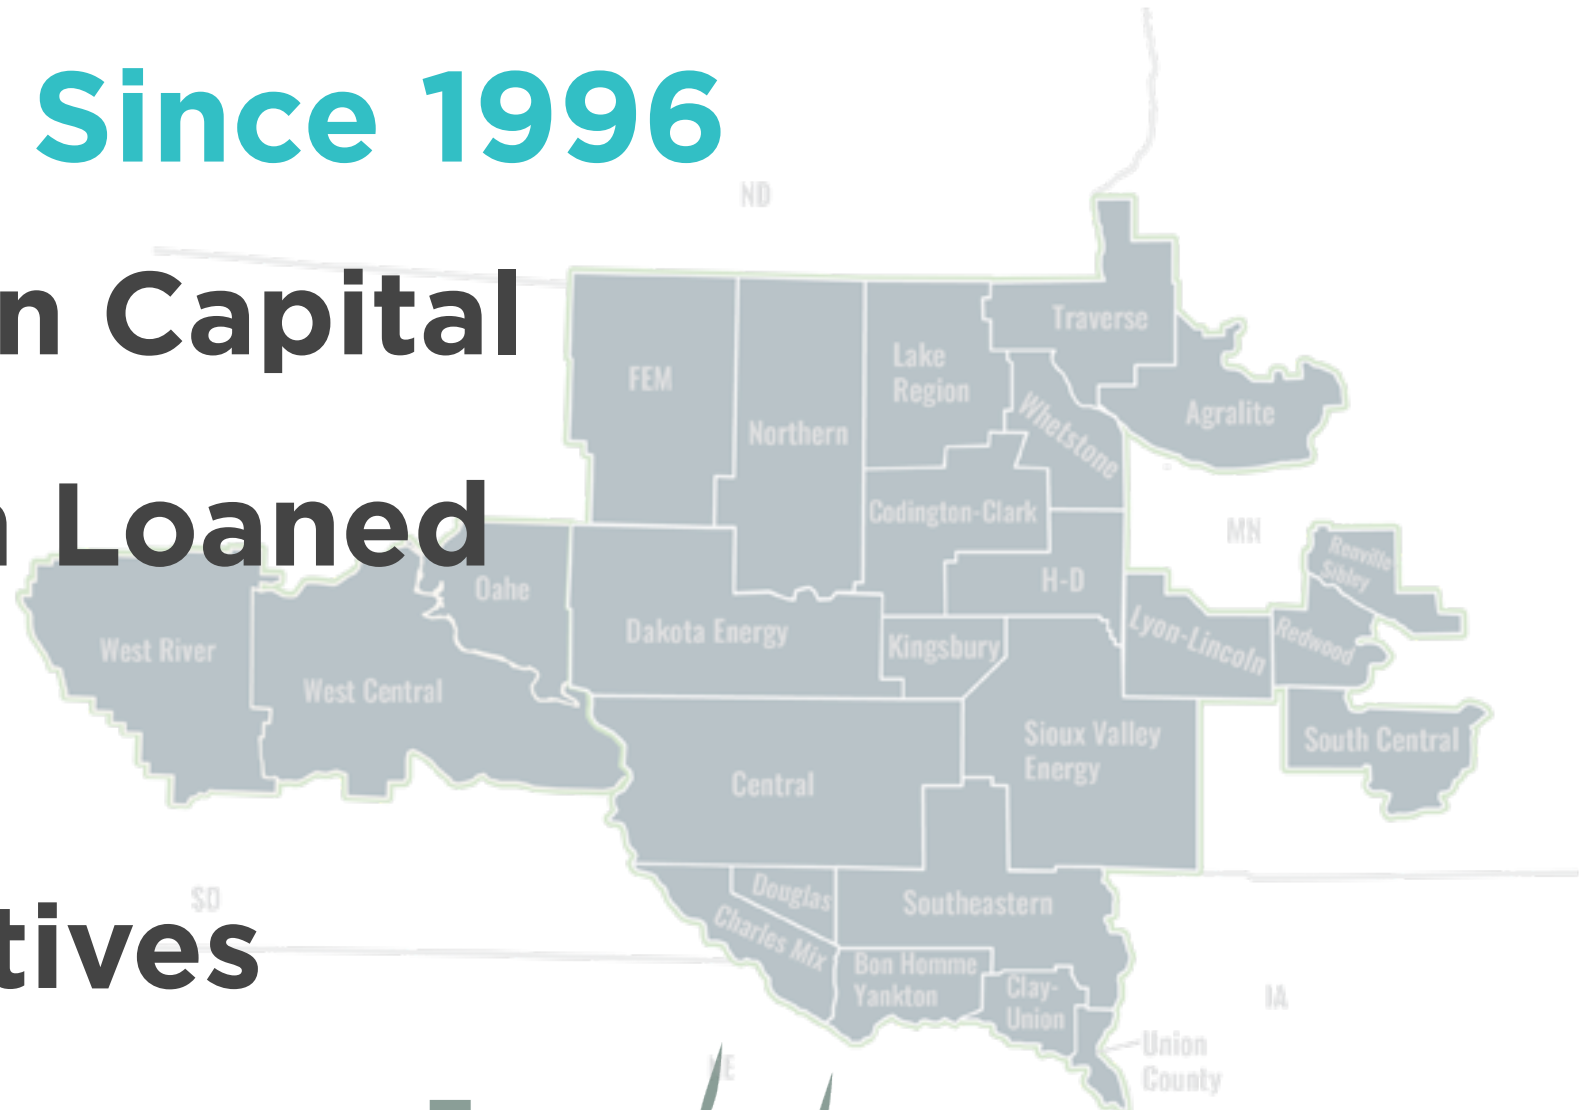 Since 1996
ND
n Capital
Traverse
Lake
Region
FEM
Whetstone
Agralite
Northern
n Loaned
Codington-Clark
MN
Renville
Sibley
Oahe
H-D
Dakota Energy
Kingsbury
Lyon-Lincoln
Redwood
West River
West Central
Sioux Valley
Energy
South Central
Central
SD
Douglas
Southeastern
Charles Mix
tives
Bon Homme
Yankton
Clay-
Union
IA
Union
County
NE